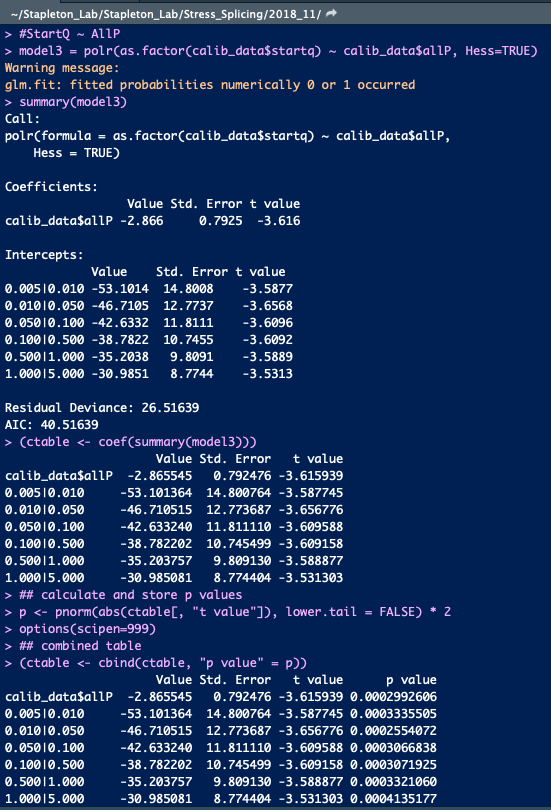 ~/Stapleton_Lab/Stapleton_Lab/Stress_Splicing/2018_11/
> #StartQ ~ AllP
> model3 = polr(as.factor(calib_data$startq) ~ calib_data$allP, Hess=TRUE)
Warning message:
glm.fit: fitted probabilities numerically 0 or 1 occurred
> summary(model3)
Call:
polr(formula = as.factor(calib_data$startq) ~ calib_data$allP,
    Hess = TRUE)
Coefficients:
                 Value Std. Error t value
calib_data$allP -2.866     0.7925  -3.616
Intercepts:
            Value    Std. Error t value
0.005|0.010 -53.1014  14.8008    -3.5877
0.010|0.050 -46.7105  12.7737    -3.6568
0.050|0.100 -42.6332  11.8111    -3.6096
0.100|0.500 -38.7822  10.7455    -3.6092
0.500|1.000 -35.2038   9.8091    -3.5889
1.000|5.000 -30.9851   8.7744    -3.5313
Residual Deviance: 26.51639
AIC: 40.51639
> (ctable <- coef(summary(model3)))
                     Value Std. Error   t value
calib_data$allP  -2.865545   0.792476 -3.615939
0.005|0.010     -53.101364  14.800764 -3.587745
0.010|0.050     -46.710515  12.773687 -3.656776
0.050|0.100     -42.633240  11.811110 -3.609588
0.100|0.500     -38.782202  10.745499 -3.609158
0.500|1.000     -35.203757   9.809130 -3.588877
1.000|5.000     -30.985081   8.774404 -3.531303
> ## calculate and store p values
> p <- pnorm(abs(ctable[, "t value"]), lower.tail = FALSE) * 2
> options(scipen=999)
> ## combined table
> (ctable <- cbind(ctable, "p value" = p))
                     Value Std. Error   t value      p value
calib_data$allP  -2.865545   0.792476 -3.615939 0.0002992606
0.005|0.010     -53.101364  14.800764 -3.587745 0.0003335505
0.010|0.050     -46.710515  12.773687 -3.656776 0.0002554072
0.050|0.100     -42.633240  11.811110 -3.609588 0.0003066838
0.100|0.500     -38.782202  10.745499 -3.609158 0.0003071925
0.500|1.000     -35.203757   9.809130 -3.588877 0.0003321060
1.000|5.000     -30.985081   8.774404 -3.531303 0.0004135177